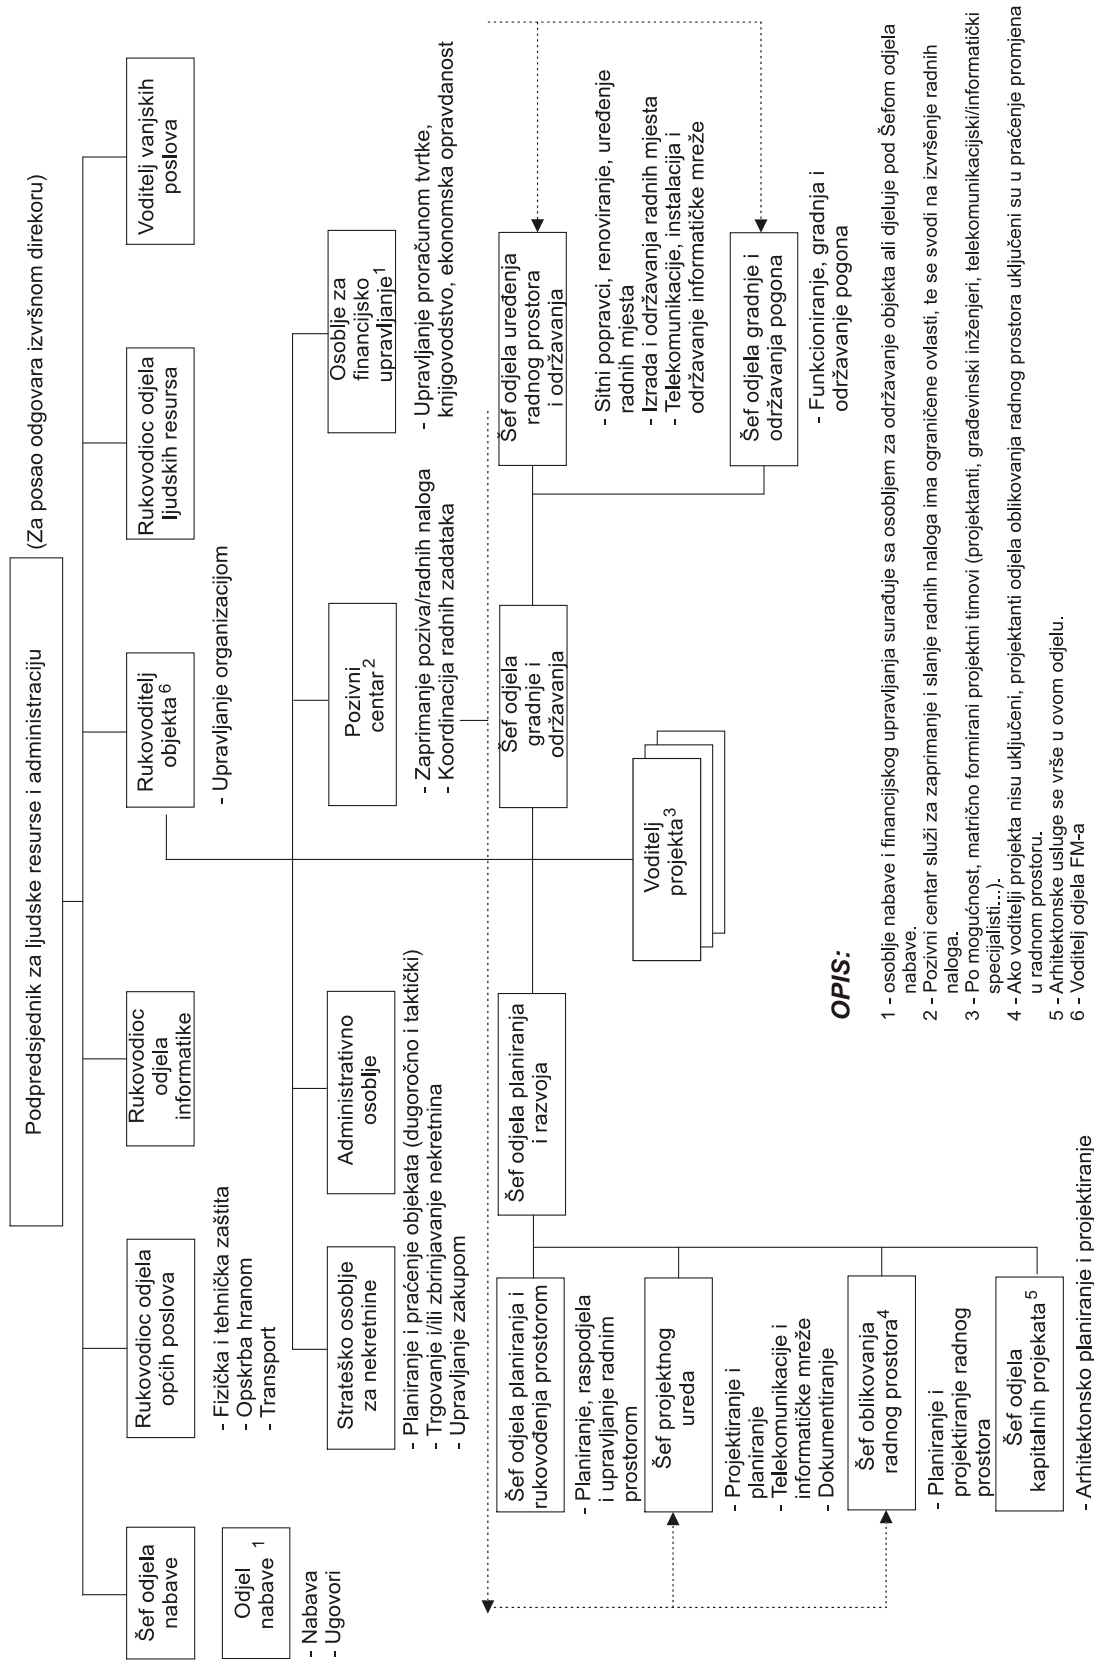 Podpredsjednik za ljudske resurse i administraciju
(Za posao odgovara izvršnom direkoru)
Šef odjela
nabave
Rukovodioc odjela
općih poslova
Rukovodioc
odjela
informatike
Rukovoditelj
objekta 6
Rukovodioc odjela
ljudskih resursa
Voditelj vanjskih
poslova
Odjel
nabave 1
- Nabava
- Ugovori
- Fizička i tehnička zaštita
- Opskrba hranom
- Transport
- Upravljanje organizacijom
Strateško osoblje
za nekretnine
- Planiranje i praćenje objekata (dugoročno i taktički)
- Trgovanje i/ili zbrinjavanje nekretnina
- Upravljanje zakupom
Administrativno
osoblje
Pozivni
centar2
- Zaprimanje poziva/radnih naloga
- Koordinacija radnih zadataka
Osoblje za
financijsko
upravljanje1
- Upravljanje proračunom tvrtke,
knjigovodstvo, ekonomska opravdanost
Šef odjela planiranja
i razvoja
Šef odjela
gradnje i
održavanja
Voditelj
projekta3
Šef odjela planiranja i
rukovođenja prostorom
- Planiranje, raspodjela
i upravljanje radnim
prostorom
Šef projektnog
ureda
- Projektiranje i
planiranje
- Telekomunikacije i
informatičke mreže
- Dokumentiranje
Šef oblikovanja
radnog prostora4
- Planiranje i
projektiranje radnog
prostora
Šef odjela
kapitalnih projekata5
- Arhitektonsko planiranje i projektiranje
Šef odjela uređenja
radnog prostora
i održavanja
- Sitni popravci, renoviranje, uređenje
radnih mjesta
- Izrada i održavanja radnih mjesta
- Telekomunikacije, instalacija i
održavanje informatičke mreže
Šef odjela gradnje i
održavanja pogona
- Funkcioniranje, gradnja i
održavanje pogona
OPIS:
1 - osoblje nabave i financijskog upravljanja surađuje sa osobljem za održavanje objekta ali djeluje pod Šefom odjela
nabave.
2 - Pozivni centar služi za zaprimanje i slanje radnih naloga ima ograničene ovlasti, te se svodi na izvršenje radnih
naloga.
3 - Po mogućnost, matrično formirani projektni timovi (projektanti, građevinski inženjeri, telekomunikacijski/informatički
specijalisti...).
4 - Ako voditelji projekta nisu uključeni, projektanti odjela oblikovanja radnog prostora uključeni su u praćenje promjena
u radnom prostoru.
5 - Arhitektonske usluge se vrše u ovom odjelu.
6 - Voditelj odjela FM-a